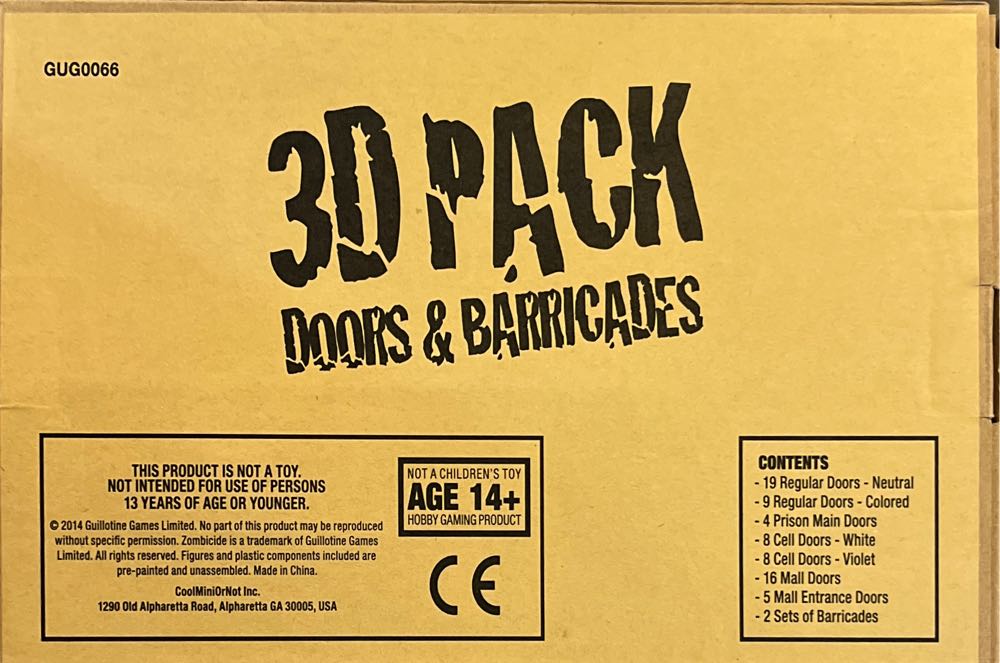 GUG0066
3D PACK
DOORS & BARRICADES
THIS PRODUCT IS NOT A TOY.
NOT INTENDED FOR USE OF PERSONS
13 YEARS OF AGE OR YOUNGER.
© 2014 Guillotine Games Limited. No part of this product may be reproduced
without specific permission. Zombicide is a trademark of Guillotine Games
Limited. All rights reserved. Figures and plastic components included are
pre-painted and unassembled. Made in China.
CoolMiniOrNot Inc.
1290 Old Alpharetta Road, Alpharetta GA 30005, USA
NOT A CHILDREN'S TOY
AGE 14+
HOBBY GAMING PRODUCT
CE
CONTENTS
- 19 Regular Doors - Neutral
- 9 Regular Doors - Colored
- 4 Prison Main Doors
- 8 Cell Doors - White
- 8 Cell Doors - Violet
- 16 Mall Doors
- 5 Mall Entrance Doors
- 2 Sets of Barricades